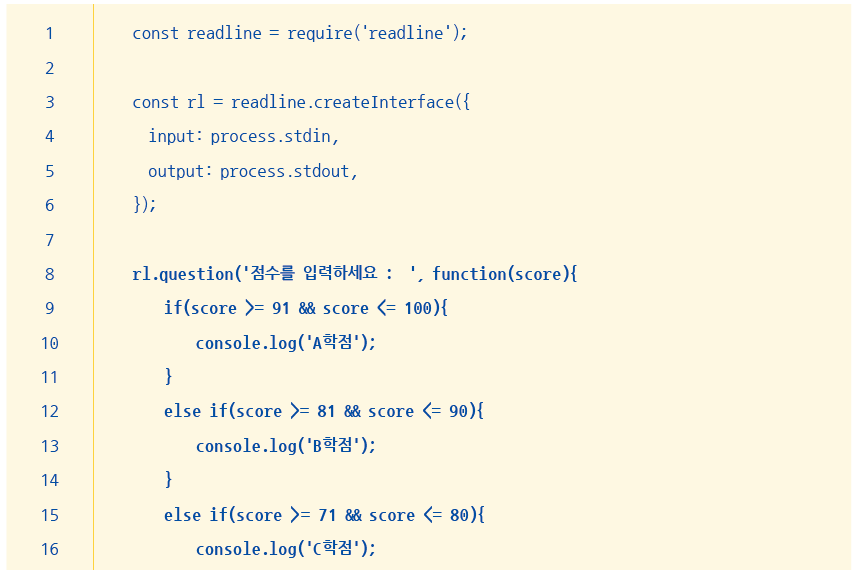 1 const readline = require('readline');
2
3 const rl = readline.createInterface({
4 input: process.stdin,
5 output: process.stdout,
6 });
7
8 rl.question('점수를 입력하세요 :  ', function(score){
9 if(score >= 91 && score <= 100){
10 console.log('A학점');
11 }
12 else if(score >= 81 && score <= 90){
13 console.log('B학점');
14 }
15 else if(score >= 71 && score <= 80){
16 console.log('C학점');